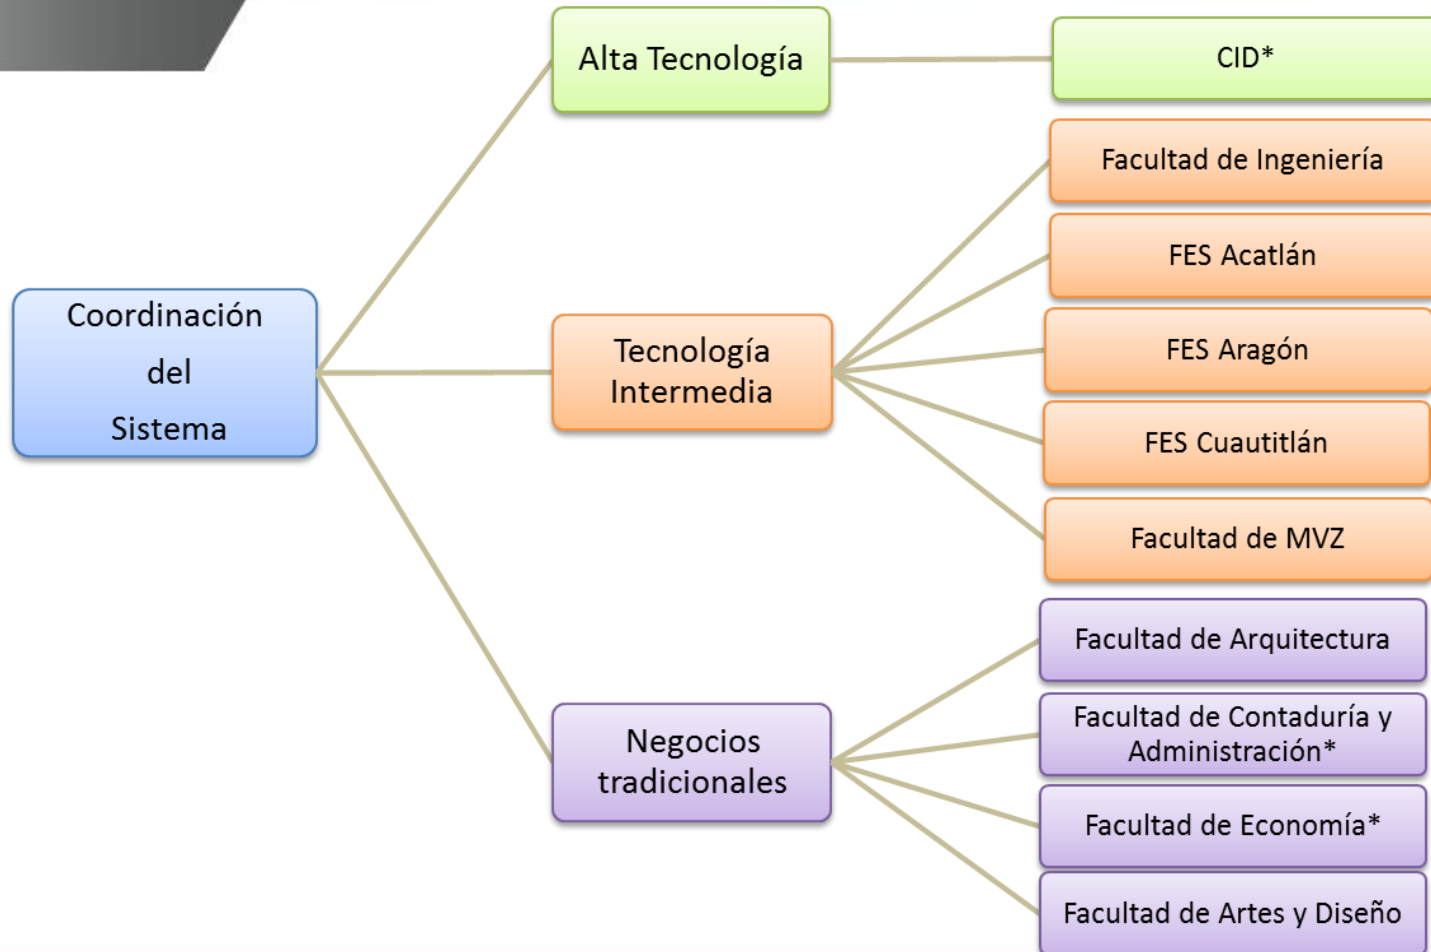 Coordinación
del
Sistema
Alta Tecnología
CID*
Tecnología
Intermedia
Facultad de Ingeniería
FES Acatlán
FES Aragón
FES Cuautitlán
Facultad de MVZ
Negocios
tradicionales
Facultad de Arquitectura
Facultad de Contaduría y
Administración*
Facultad de Economía*
Facultad de Artes y Diseño